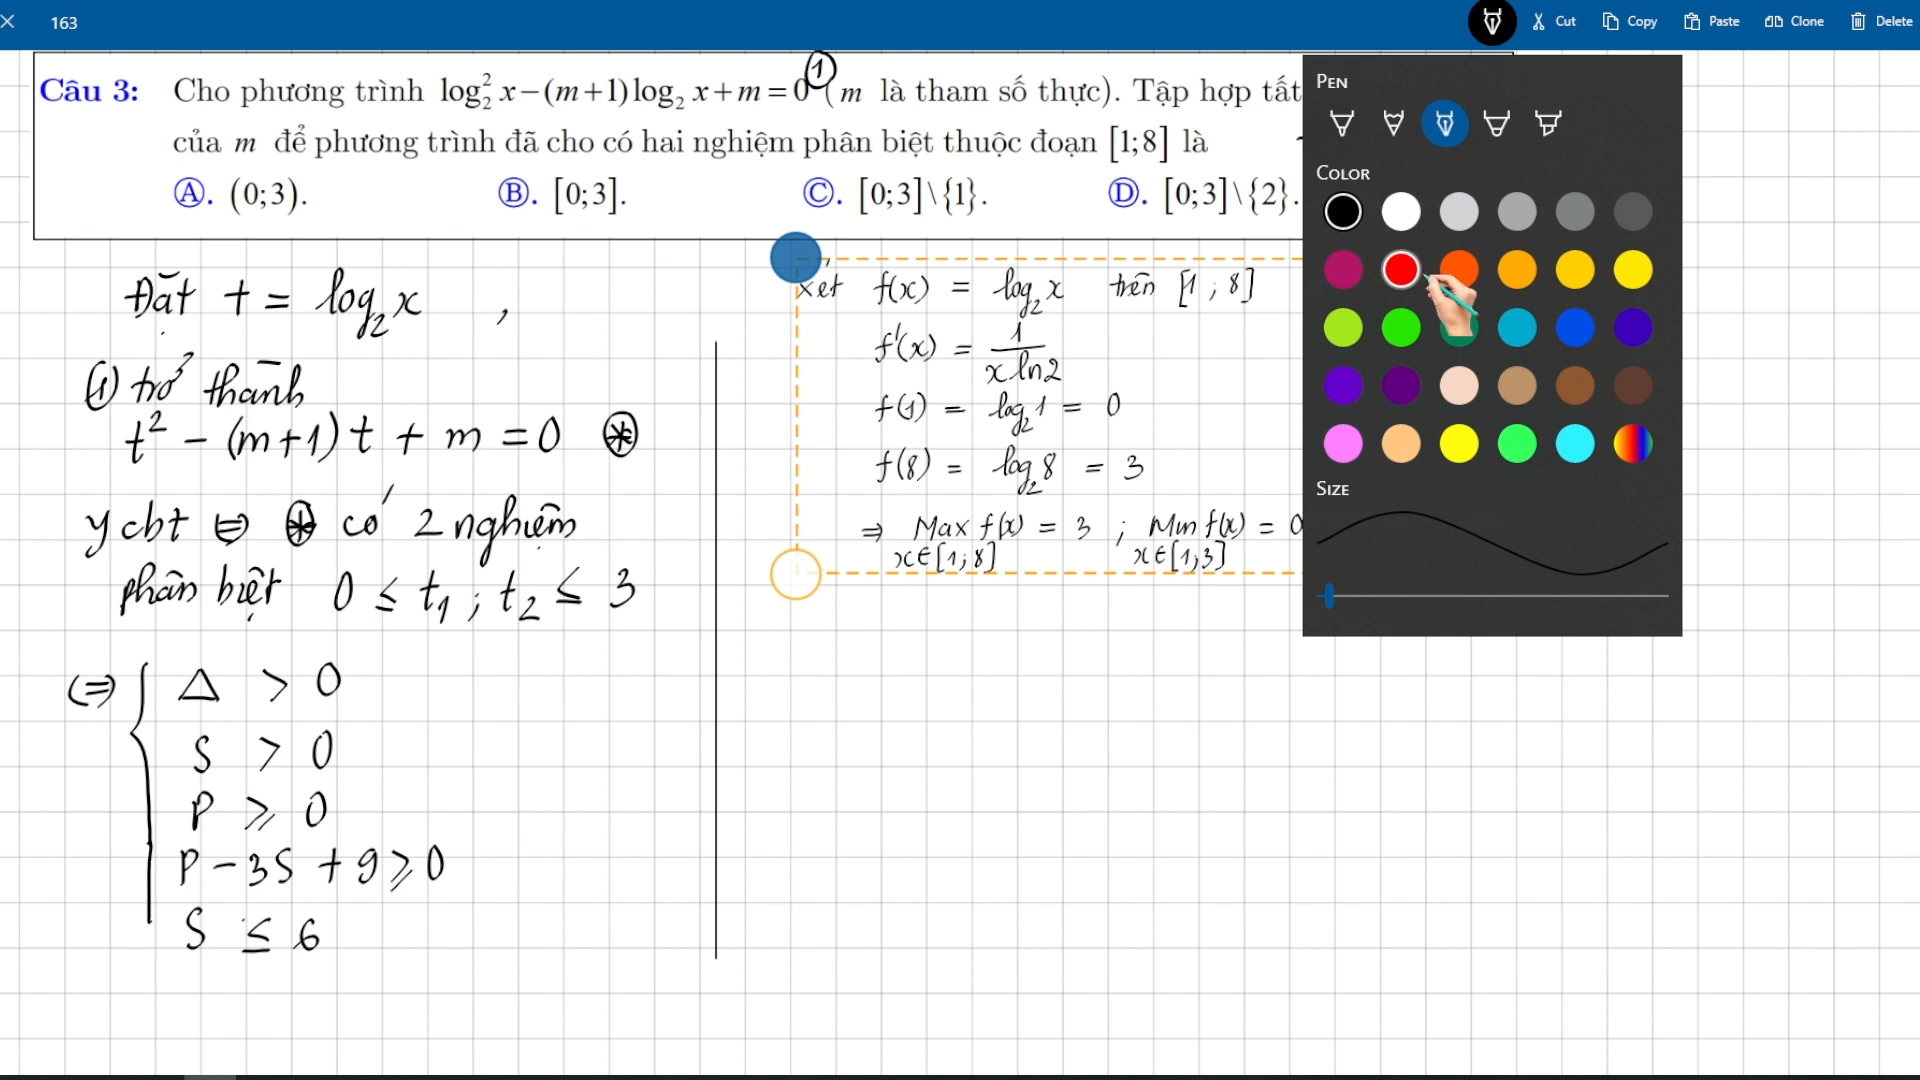 163
Cut Copy Paste Clone Delete
Câu 3: Cho phương trình log₂² x − (m+1) log₂ x + m = 0 ① (m là tham số thực). Tập hợp tất
của m để phương trình đã cho có hai nghiệm phân biệt thuộc đoạn [1;8] là
Ⓐ. (0;3). Ⓑ. [0;3]. Ⓒ. [0;3]\{1}. Ⓓ. [0;3]\{2}.
Đặt t = log₂x ,
(1) trở thành
t² − (m+1)t + m = 0 ⊛
ycbt ⇔ ⊛ có 2 nghiệm
phân biệt 0 ≤ t₁ ; t₂ ≤ 3
⇔ { Δ > 0
S > 0
P ⩾ 0
P − 3S + 9 ⩾ 0
S ≤ 6
Xét f(x) = log₂x trên [1 ; 8]
f'(x) = 1/(x ln2)
f(1) = log₂1 = 0
f(8) = log₂8 = 3
⇒ Max f(x) = 3 ; Min f(x) = 0
x∈[1;8] x∈[1;3]
PEN
COLOR
SIZE